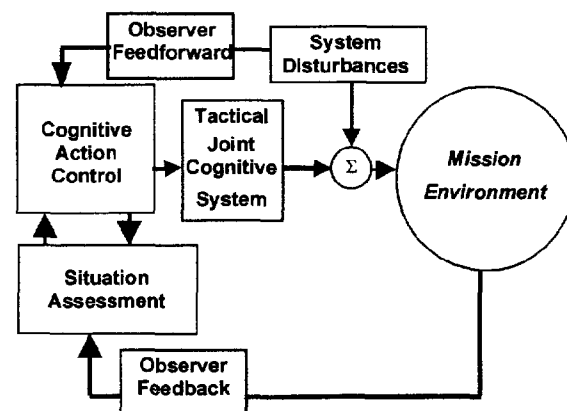 Observer
Feedforward
System
Disturbances
Cognitive
Action
Control
Tactical
Joint
Cognitive
System
Σ
Mission
Environment
Situation
Assessment
Observer
Feedback